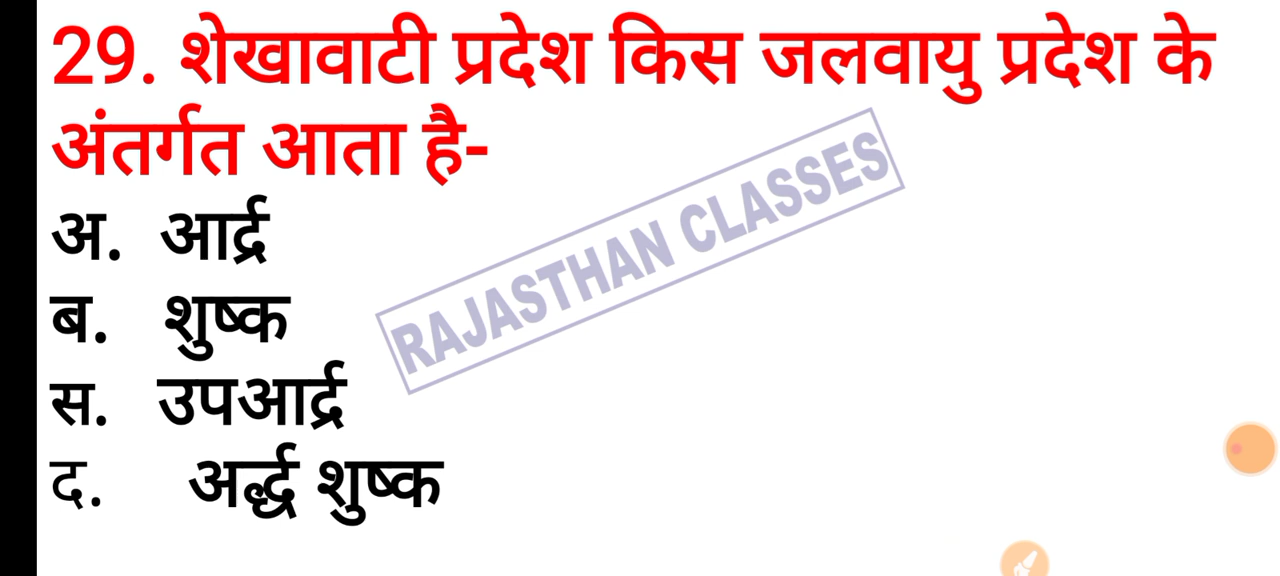 29. शेखावाटी प्रदेश किस जलवायु प्रदेश के
अंतर्गत आता है-
RAJASTHAN CLASSES
अ. आर्द्र
ब. शुष्क
स. उपआर्द्र
द. अर्द्ध शुष्क